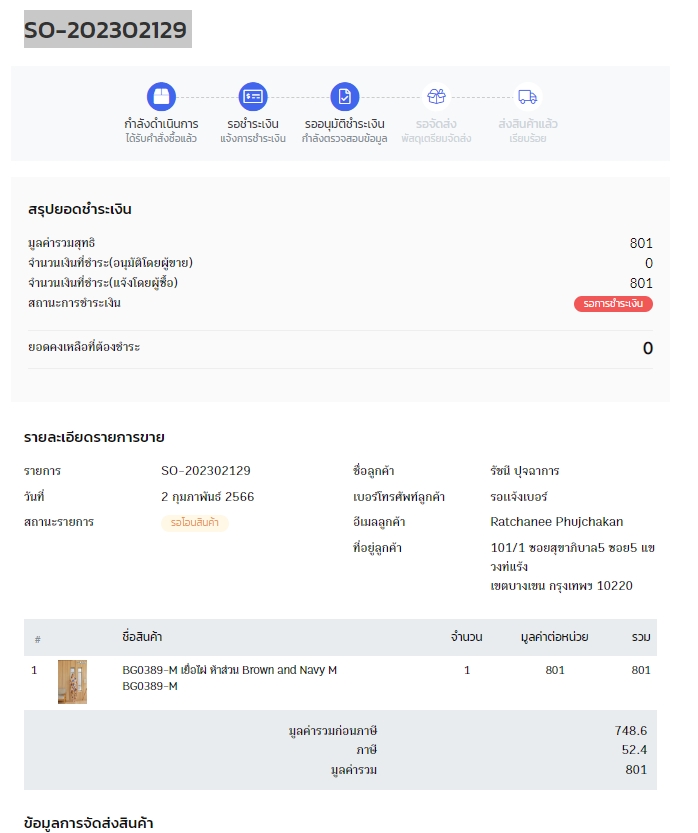 SO-202302129
กำลังดำเนินการ
ได้รับคำสั่งซื้อแล้ว
รอชำระเงิน
แจ้งการชำระเงิน
รออนุมัติชำระเงิน
กำลังตรวจสอบข้อมูล
รอจัดส่ง
พัสดุเตรียมจัดส่ง
ส่งสินค้าแล้ว
เรียบร้อย
สรุปยอดชำระเงิน
มูลค่ารวมสุทธิ 801
จำนวนเงินที่ชำระ(อนุมัติโดยผู้ขาย) 0
จำนวนเงินที่ชำระ(แจ้งโดยผู้ซื้อ) 801
สถานะการชำระเงิน รอการชำระเงิน
ยอดคงเหลือที่ต้องชำระ 0
รายละเอียดรายการขาย
รายการ SO-202302129
วันที่ 2 กุมภาพันธ์ 2566
สถานะรายการ รอโอนสินค้า
ชื่อลูกค้า รัชนี ปุจฉาการ
เบอร์โทรศัพท์ลูกค้า รอแจ้งเบอร์
อีเมลลูกค้า Ratchanee Phujchakan
ที่อยู่ลูกค้า 101/1 ซอยสุขาภิบาล5 ซอย5 แข
วงท่แร้ง
เขตบางเขน กรุงเทพฯ 10220
# ชื่อสินค้า จำนวน มูลค่าต่อหน่วย รวม
1 BG0389-M เยื่อไผ่ ห้าส่วน Brown and Navy M 1 801 801
BG0389-M
มูลค่ารวมก่อนภาษี 748.6
ภาษี 52.4
มูลค่ารวม 801
ข้อมูลการจัดส่งสินค้า